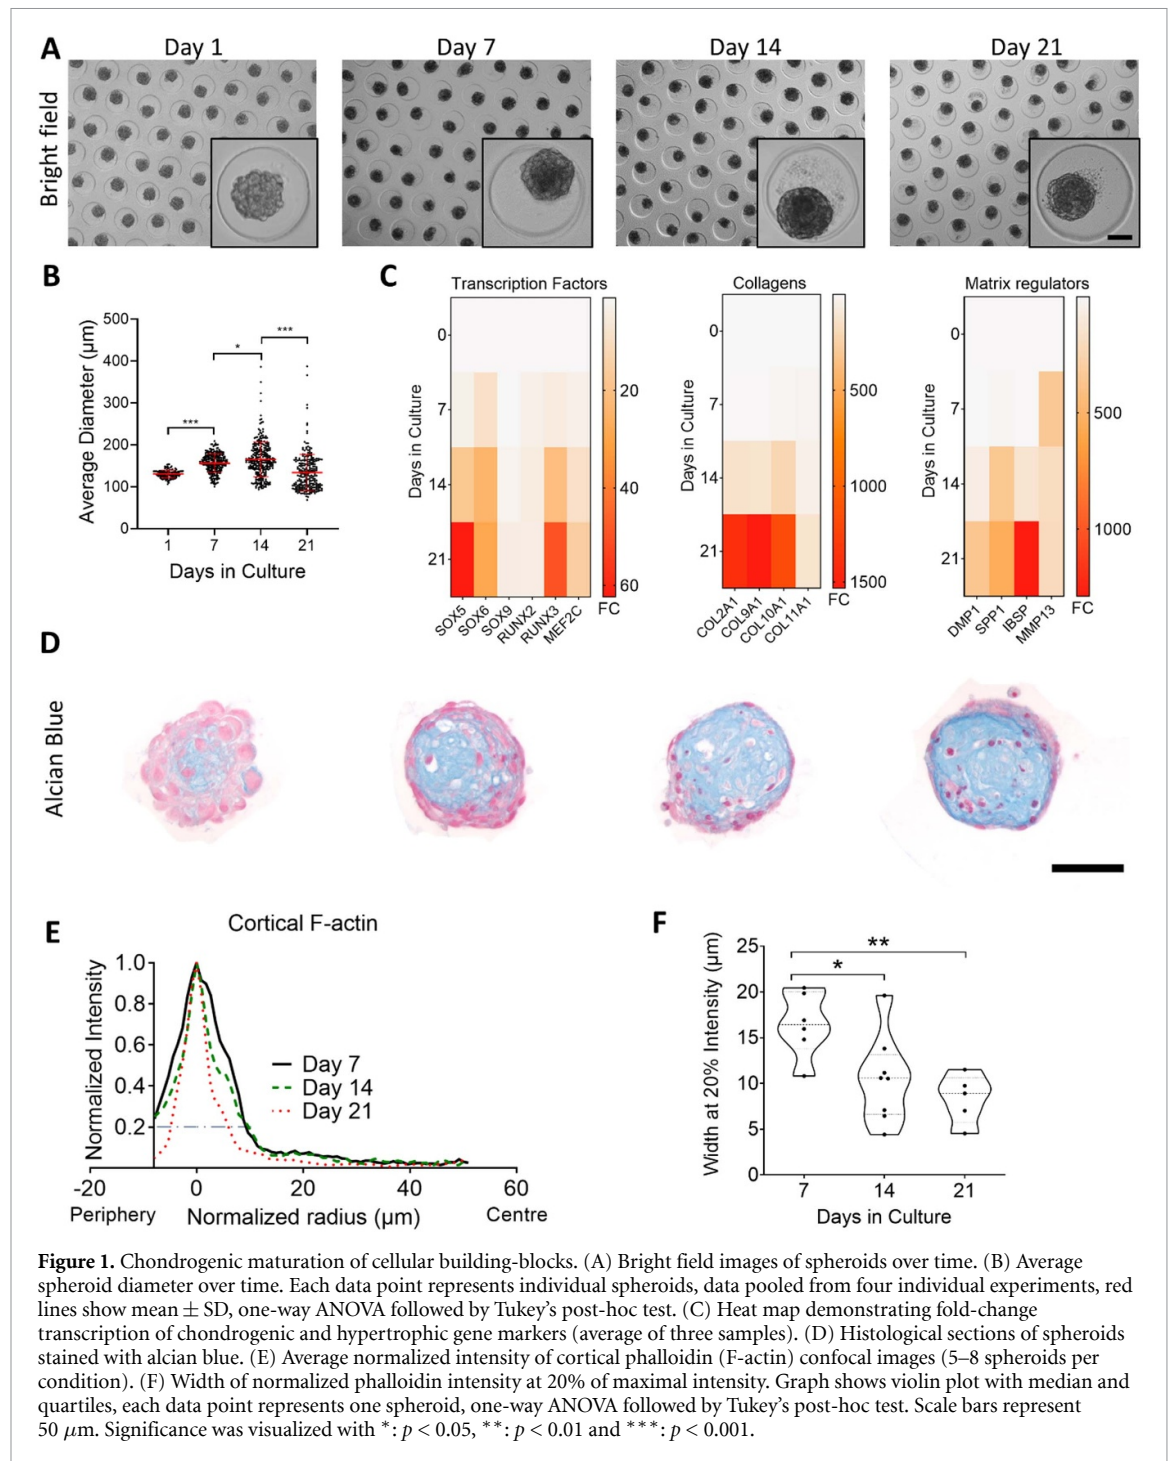 A
Day 1
Day 7
Day 14
Day 21
Bright field
B
Average Diameter (µm)
500
400
300
200
100
0
***
*
***
1
7
14
21
Days in Culture
C
Transcription Factors
Days in Culture
0
7
14
21
SOX5
SOX6
SOX9
RUNX2
RUNX3
MEF2C
20
40
60
FC
Collagens
Days in Culture
0
7
14
21
COL2A1
COL9A1
COL10A1
COL11A1
500
1000
1500
FC
Matrix regulators
Days in Culture
0
7
14
21
DMP1
SPP1
IBSP
MMP13
500
1000
FC
D
Alcian Blue
E
Cortical F-actin
Normalized Intensity
1.0
0.8
0.6
0.4
0.2
Day 7
Day 14
Day 21
-20
0
20
40
60
Periphery
Normalized radius (µm)
Centre
F
Width at 20% Intensity (µm)
25
20
15
10
5
0
**
*
7
14
21
Days in Culture
Figure 1. Chondrogenic maturation of cellular building-blocks. (A) Bright field images of spheroids over time. (B) Average
spheroid diameter over time. Each data point represents individual spheroids, data pooled from four individual experiments, red
lines show mean ± SD, one-way ANOVA followed by Tukey's post-hoc test. (C) Heat map demonstrating fold-change
transcription of chondrogenic and hypertrophic gene markers (average of three samples). (D) Histological sections of spheroids
stained with alcian blue. (E) Average normalized intensity of cortical phalloidin (F-actin) confocal images (5–8 spheroids per
condition). (F) Width of normalized phalloidin intensity at 20% of maximal intensity. Graph shows violin plot with median and
quartiles, each data point represents one spheroid, one-way ANOVA followed by Tukey's post-hoc test. Scale bars represent
50 µm. Significance was visualized with *: p < 0.05, **: p < 0.01 and ***: p < 0.001.